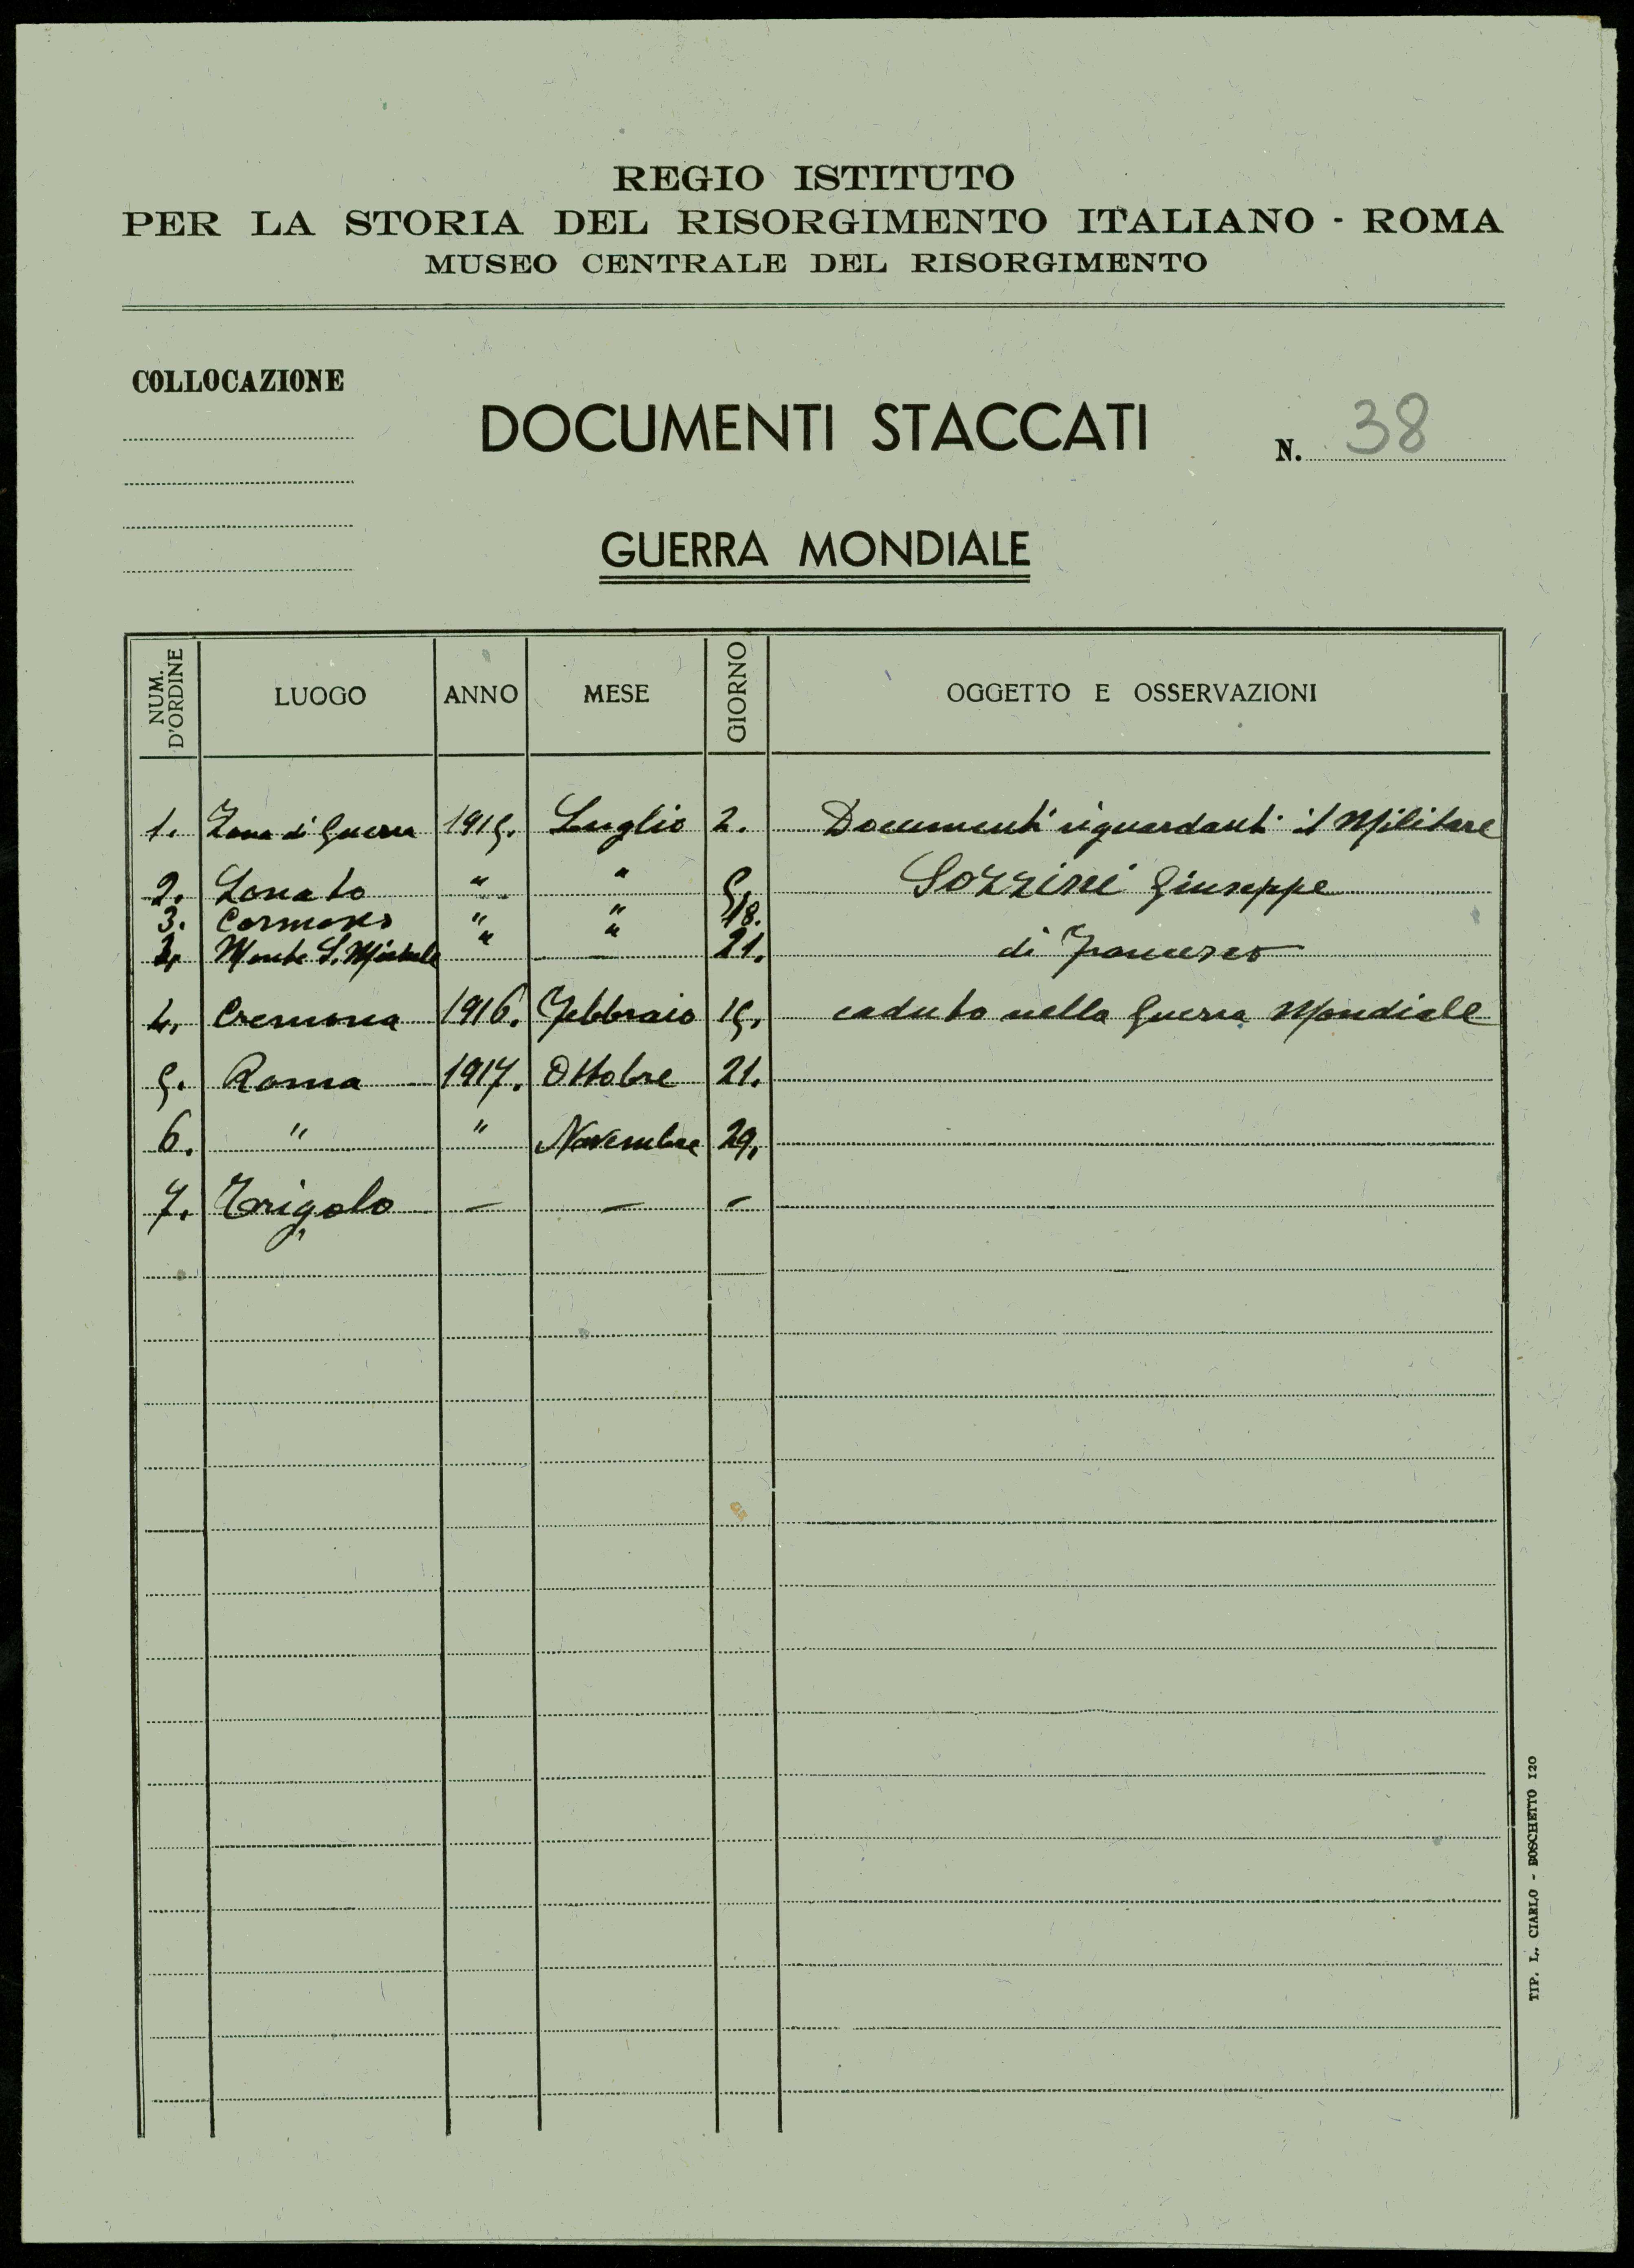 REGIO ISTITUTO
PER LA STORIA DEL RISORGIMENTO ITALIANO - ROMA
MUSEO CENTRALE DEL RISORGIMENTO
COLLOCAZIONE
DOCUMENTI STACCATI
N. 38
GUERRA MONDIALE
NUM. D'ORDINE LUOGO ANNO MESE GIORNO OGGETTO E OSSERVAZIONI
1. Zona di Guerra 1915. Luglio 2. Documenti riguardanti il Militare
2. Lonato " " 5. Sozzini Giuseppe
3. Cormons " " 18.
Monte S. Michele " " 21. di Francesco
4. Cremona 1916. Febbraio 15. caduto nella Guerra Mondiale
5. Roma 1917. Ottobre 21.
6. " " Novembre 29.
7. Trigolo — — —
TIP. L. CIARLO - BOSCHETTO 120